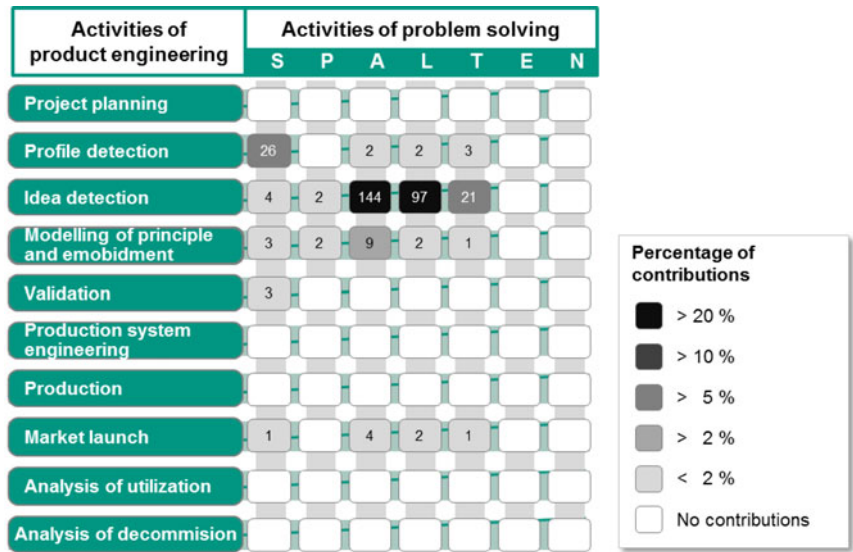 Activities of
product engineering
Activities of problem solving
S P A L T E N
Project planning
Profile detection
26 2 2 3
Idea detection
4 2 144 97 21
Modelling of principle
and emobidment
3 2 9 2 1
Validation
3
Production system
engineering
Production
Market launch
1 4 2 1
Analysis of utilization
Analysis of decommision
Percentage of
contributions
> 20 %
> 10 %
> 5 %
> 2 %
< 2 %
No contributions